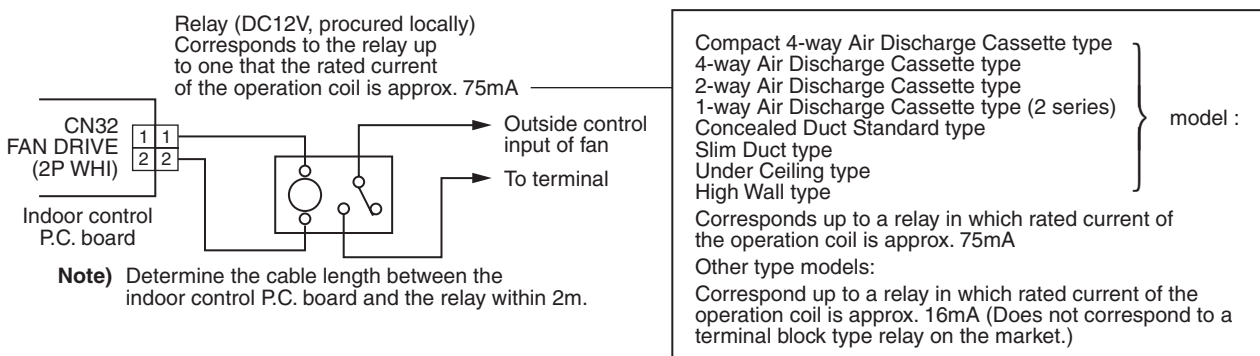 Relay (DC12V, procured locally)
Corresponds to the relay up
to one that the rated current
of the operation coil is approx. 75mA
CN32
FAN DRIVE
(2P WHI)
1 1
2 2
Outside control
input of fan
To terminal
Indoor control
P.C. board
Note) Determine the cable length between the
indoor control P.C. board and the relay within 2m.
Compact 4-way Air Discharge Cassette type
4-way Air Discharge Cassette type
2-way Air Discharge Cassette type
1-way Air Discharge Cassette type (2 series)
Concealed Duct Standard type
Slim Duct type
Under Ceiling type
High Wall type
model :
Corresponds up to a relay in which rated current of
the operation coil is approx. 75mA
Other type models:
Correspond up to a relay in which rated current of the
operation coil is approx. 16mA (Does not correspond to a
terminal block type relay on the market.)